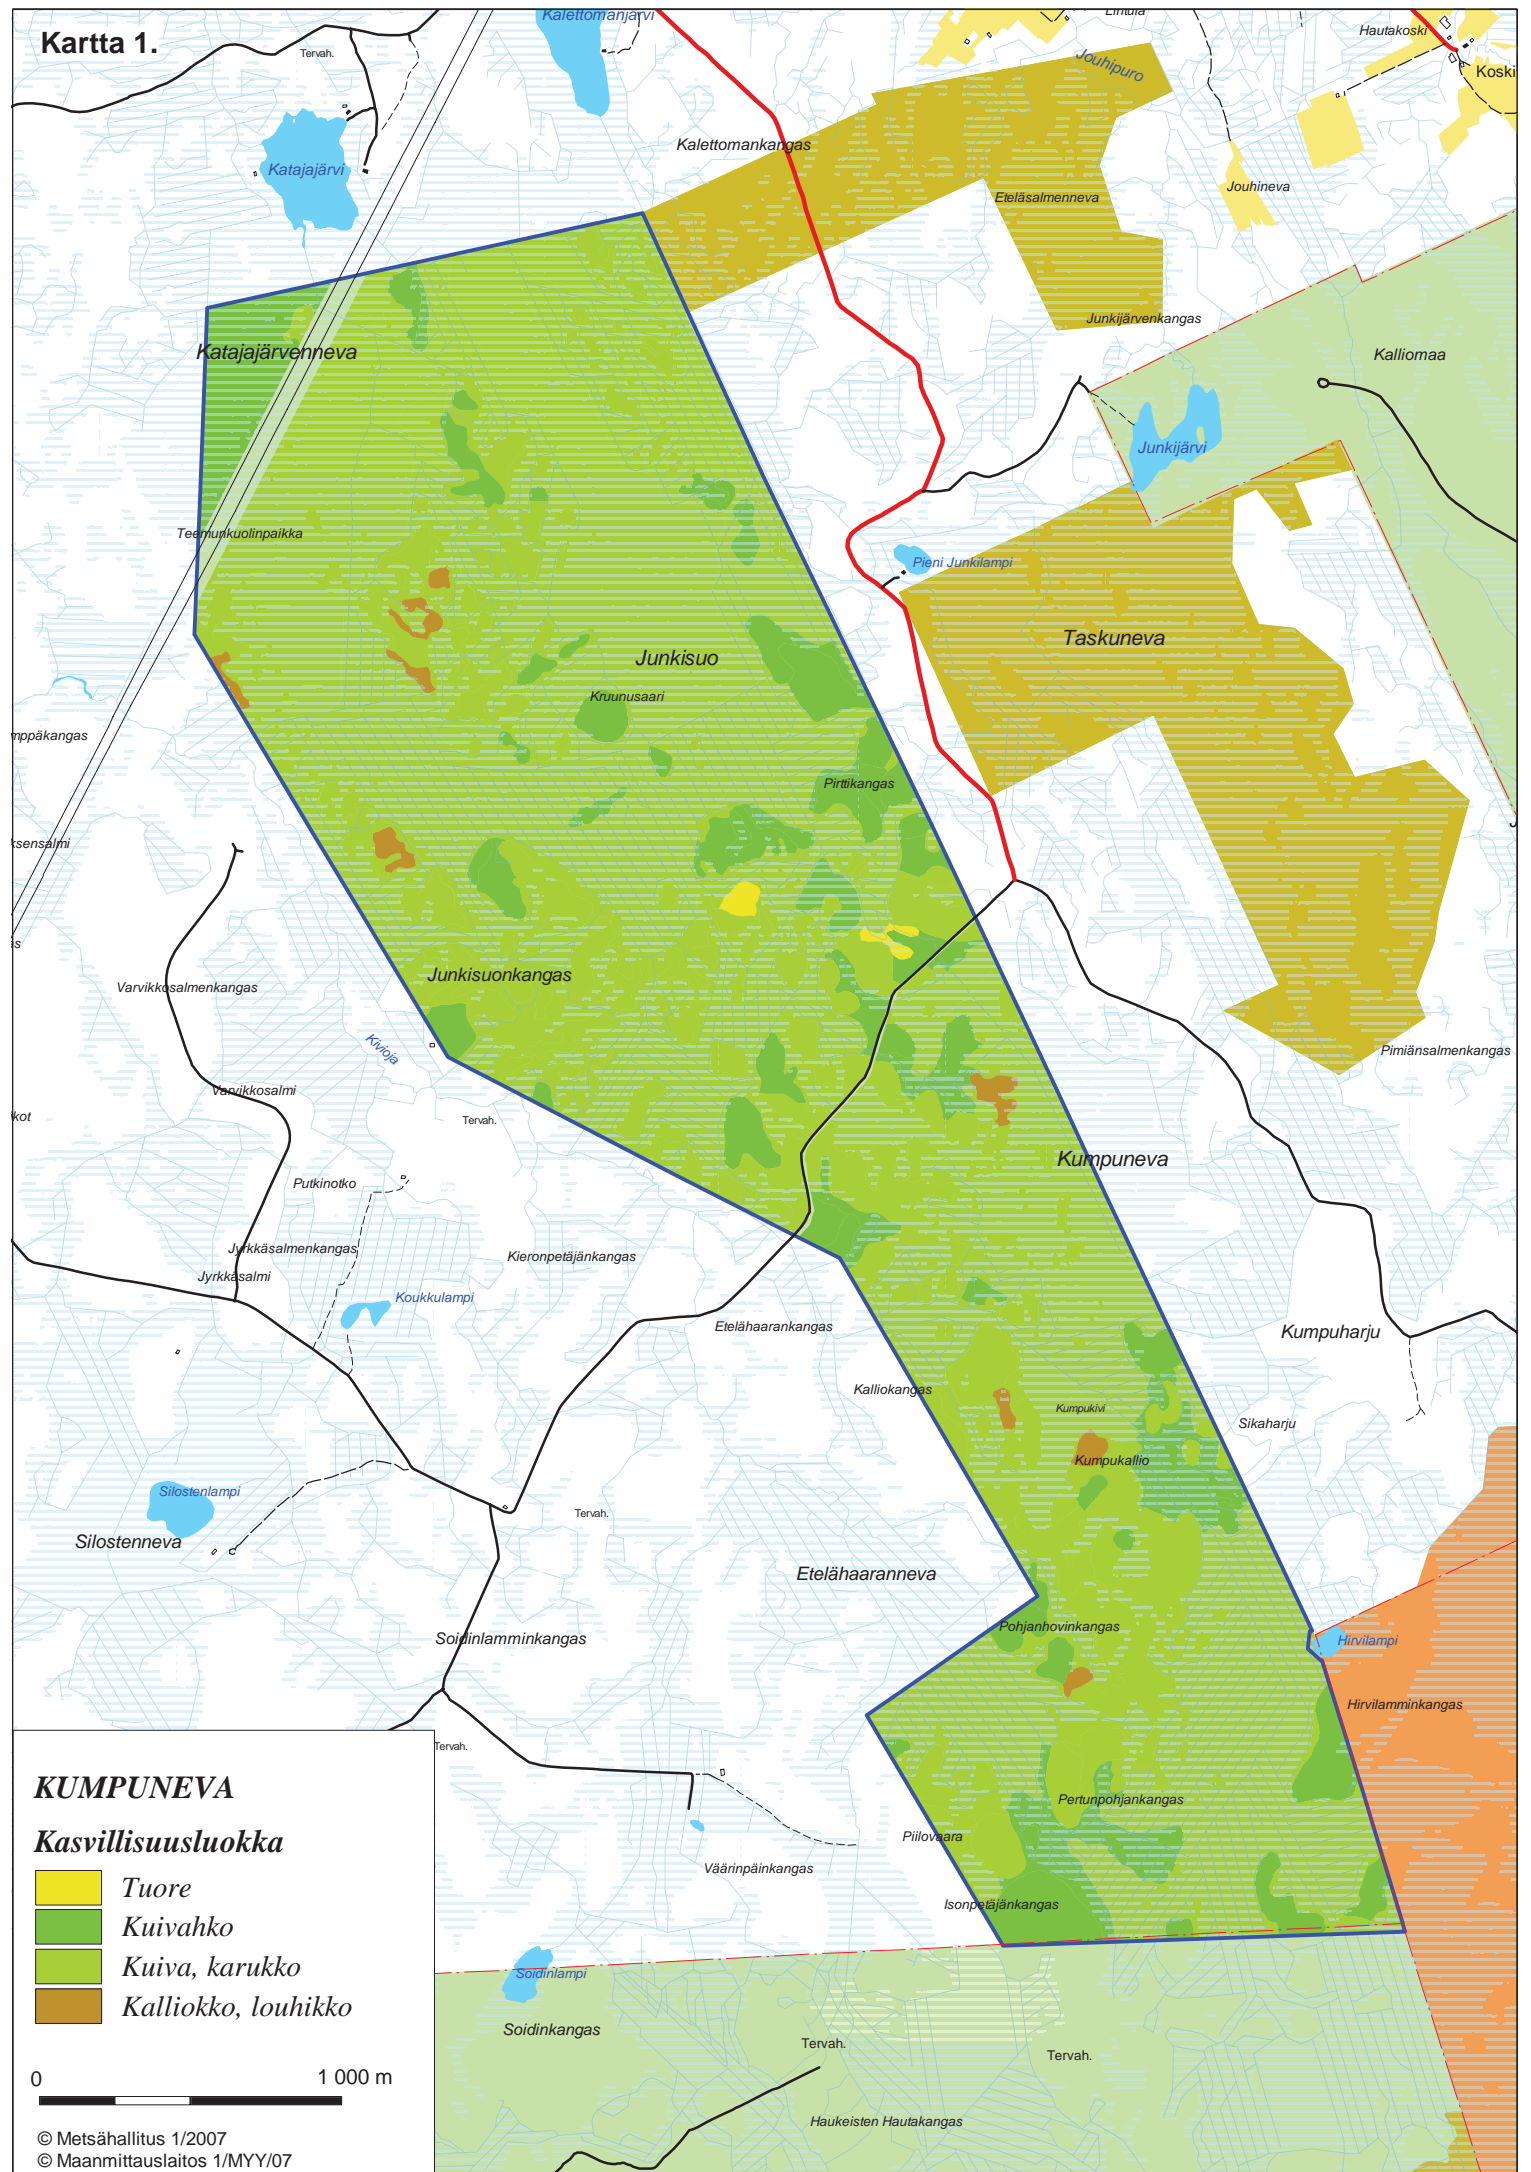 Kartta 1.
Tervah.
Kalettomanjärvi
Lintula
Hautakoski
Koski
Jouhipuro
Katajajärvi
Kalettomankangas
Jouhineva
Eteläsalmenneva
Junkijärvenkangas
Katajajärvenneva
Kalliomaa
Junkijärvi
Teemunkuolinpaikka
Pieni Junkilampi
Taskuneva
Junkisuo
Kruunusaari
mppäkangas
Pirttikangas
ksensalmi
J
s
Junkisuonkangas
Varvikkosalmenkangas
Kivioja
Pimiänsalmenkangas
Varvikkosalmi
ikot
Tervah.
Kumpuneva
Putkinotko
Jyrkkäsalmenkangas
Kieronpetäjänkangas
Jyrkkäsalmi
Koukkulampi
Etelähaarankangas
Kumpuharju
Kalliokangas
Kumpukivi
Sikaharju
Kumpukallio
Silostenlampi
Tervah.
Silostenneva
Etelähaaranneva
Pohjanhovinkangas
Soidinlamminkangas
Hirvilampi
Hirvilamminkangas
Tervah.
Pertunpohjankangas
Piilovaara
Väärinpäinkangas
Isonpetäjänkangas
Soidinlampi
Soidinkangas
Tervah.
Tervah.
Haukeisten Hautakangas
KUMPUNEVA
Kasvillisuusluokka
Tuore
Kuivahko
Kuiva, karukko
Kalliokko, louhikko
0 1 000 m
© Metsähallitus 1/2007
© Maanmittauslaitos 1/MYY/07